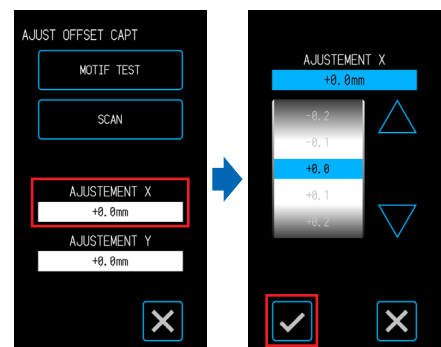 AJUST OFFSET CAPT
MOTIF TEST
SCAN
AJUSTEMENT X
+0.0mm
AJUSTEMENT Y
+0.0mm
AJUSTEMENT X
+0.0mm
-0.2
-0.1
+0.0
+0.1
+0.2